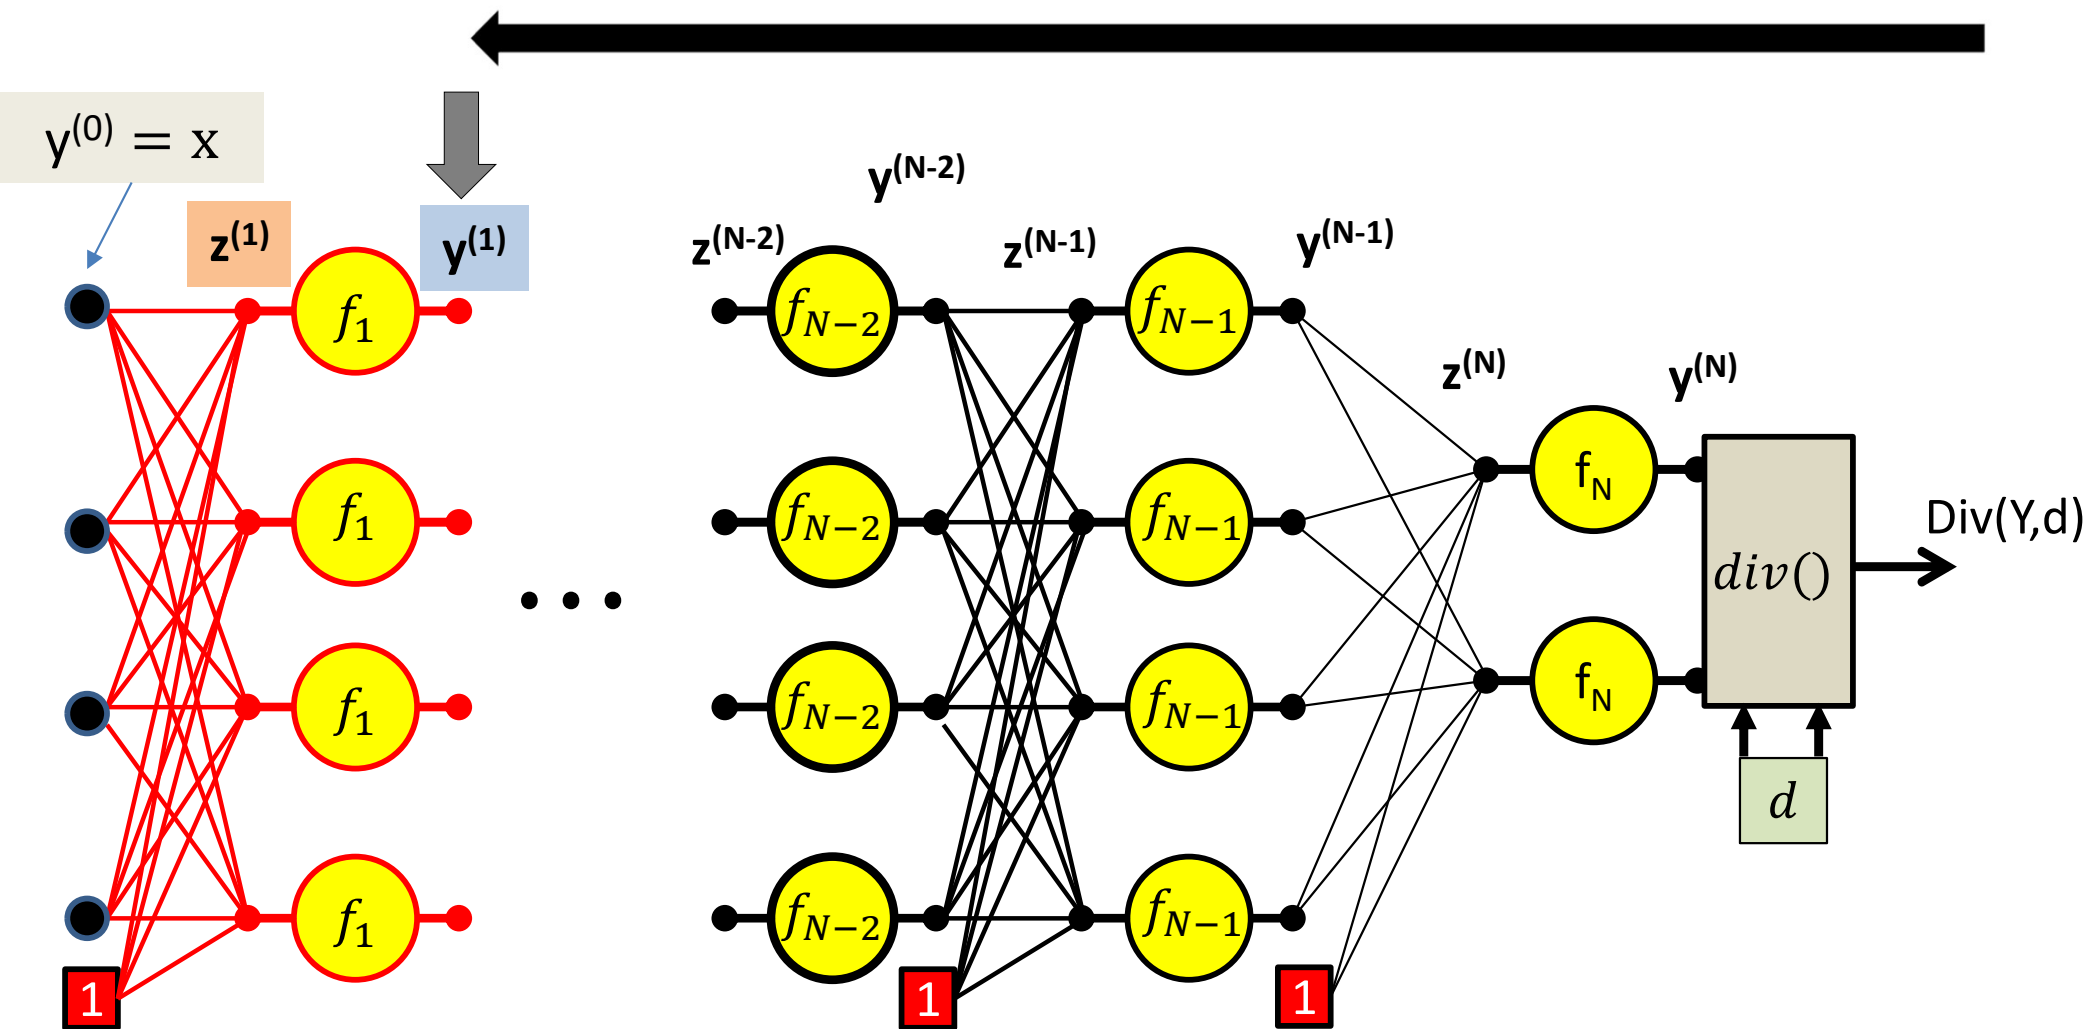 y(0) = x
z(1)
y(1)
z(N-2)
y(N-2)
z(N-1)
y(N-1)
z(N)
y(N)
f1
fN−2
fN−1
f1
fN−2
fN−1
fN
Div(Y,d)
div()
...
f1
fN−2
fN−1
fN
d
f1
fN−2
fN−1
1
1
1